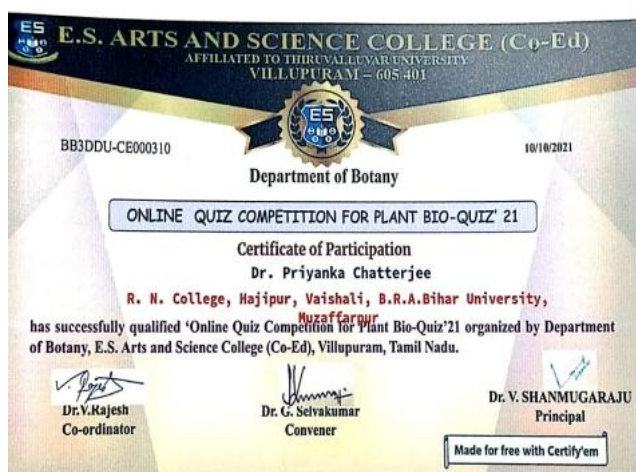 ES
E.S. ARTS AND SCIENCE COLLEGE (Co-Ed)
AFFILIATED TO THIRUVALLUVAR UNIVERSITY
VILLUPURAM – 605 401
ES
BB3DDU-CE000310
10/10/2021
Department of Botany
ONLINE QUIZ COMPETITION FOR PLANT BIO-QUIZ' 21
Certificate of Participation
Dr. Priyanka Chatterjee
R. N. College, Hajipur, Vaishali, B.R.A.Bihar University,
Muzaffarpur
has successfully qualified 'Online Quiz Competition for Plant Bio-Quiz'21 organized by Department
of Botany, E.S. Arts and Science College (Co-Ed), Villupuram, Tamil Nadu.
Dr.V.Rajesh
Co-ordinator
Dr. G. Selvakumar
Convener
Dr. V. SHANMUGARAJU
Principal
Made for free with Certify'em